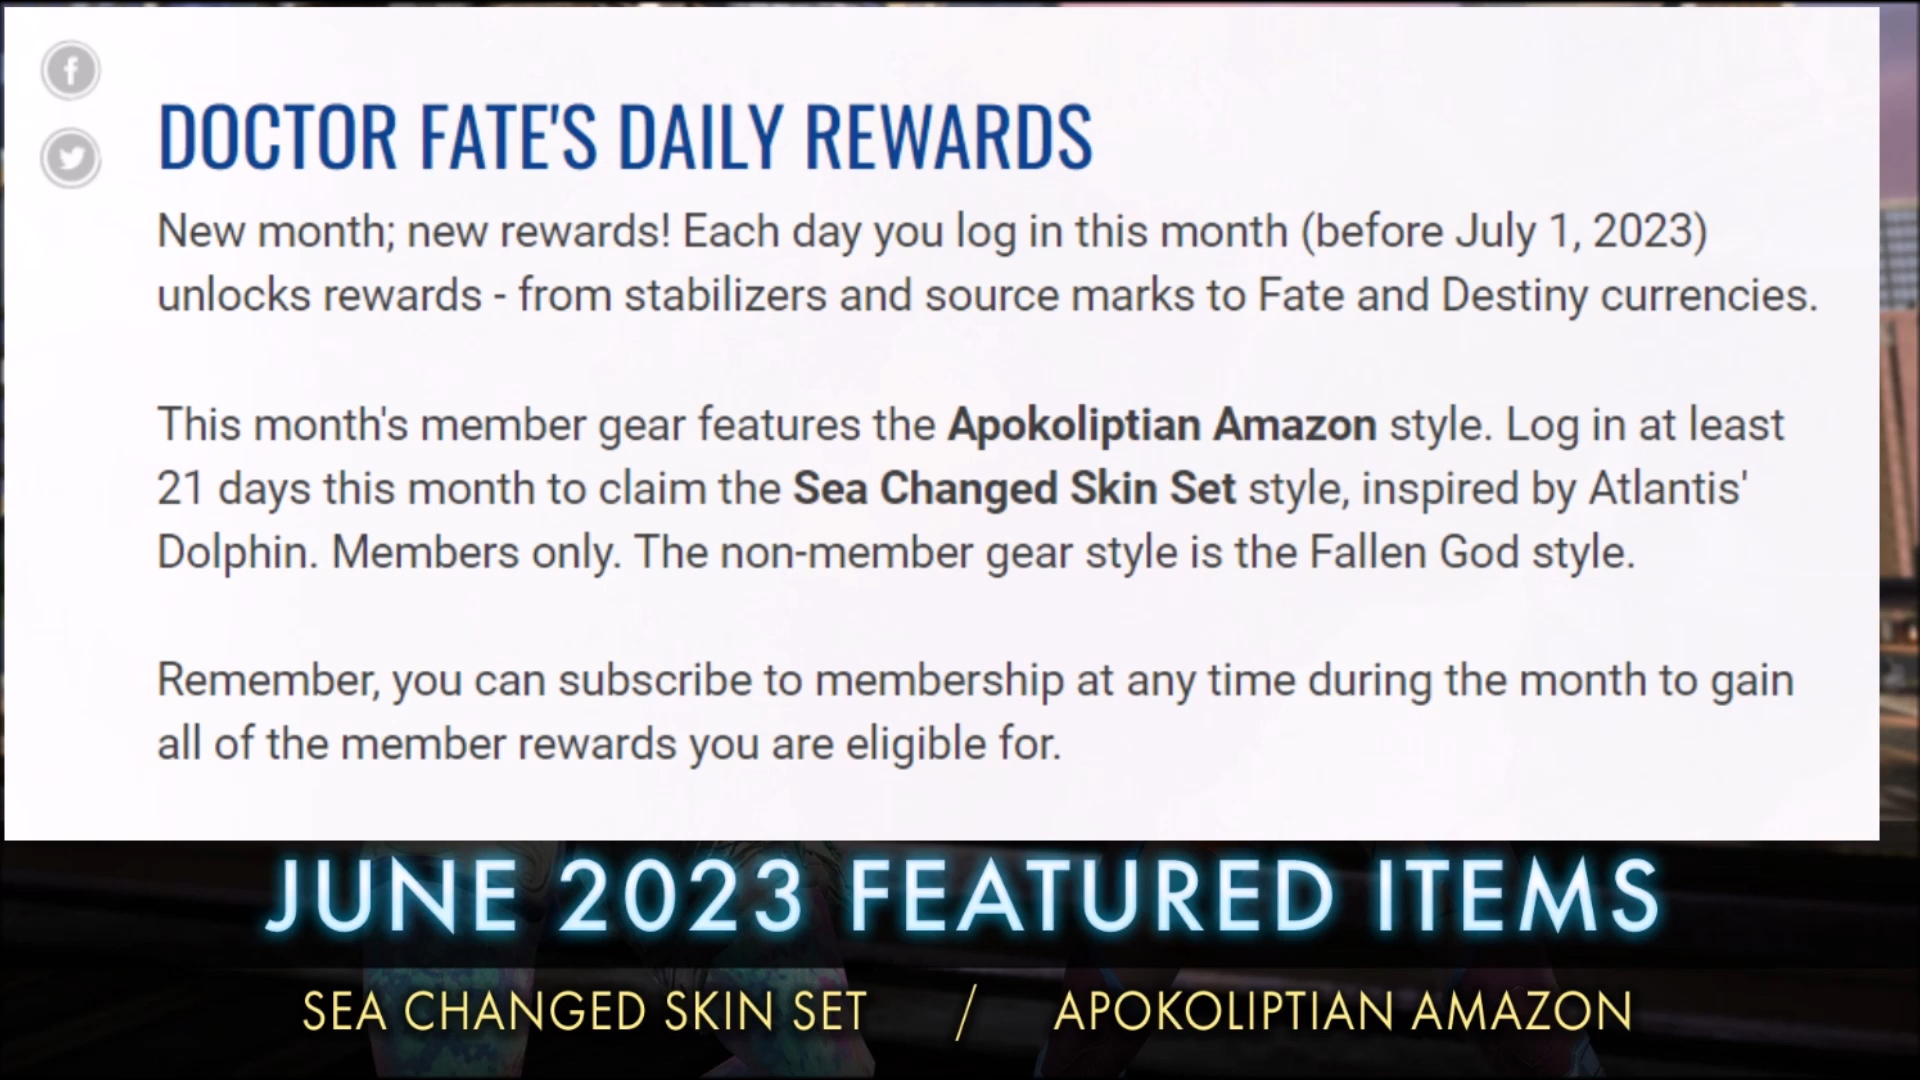 DOCTOR FATE'S DAILY REWARDS
New month; new rewards! Each day you log in this month (before July 1, 2023)
unlocks rewards - from stabilizers and source marks to Fate and Destiny currencies.
This month's member gear features the Apokoliptian Amazon style. Log in at least
21 days this month to claim the Sea Changed Skin Set style, inspired by Atlantis'
Dolphin. Members only. The non-member gear style is the Fallen God style.
Remember, you can subscribe to membership at any time during the month to gain
all of the member rewards you are eligible for.
JUNE 2023 FEATURED ITEMS
SEA CHANGED SKIN SET / APOKOLIPTIAN AMAZON